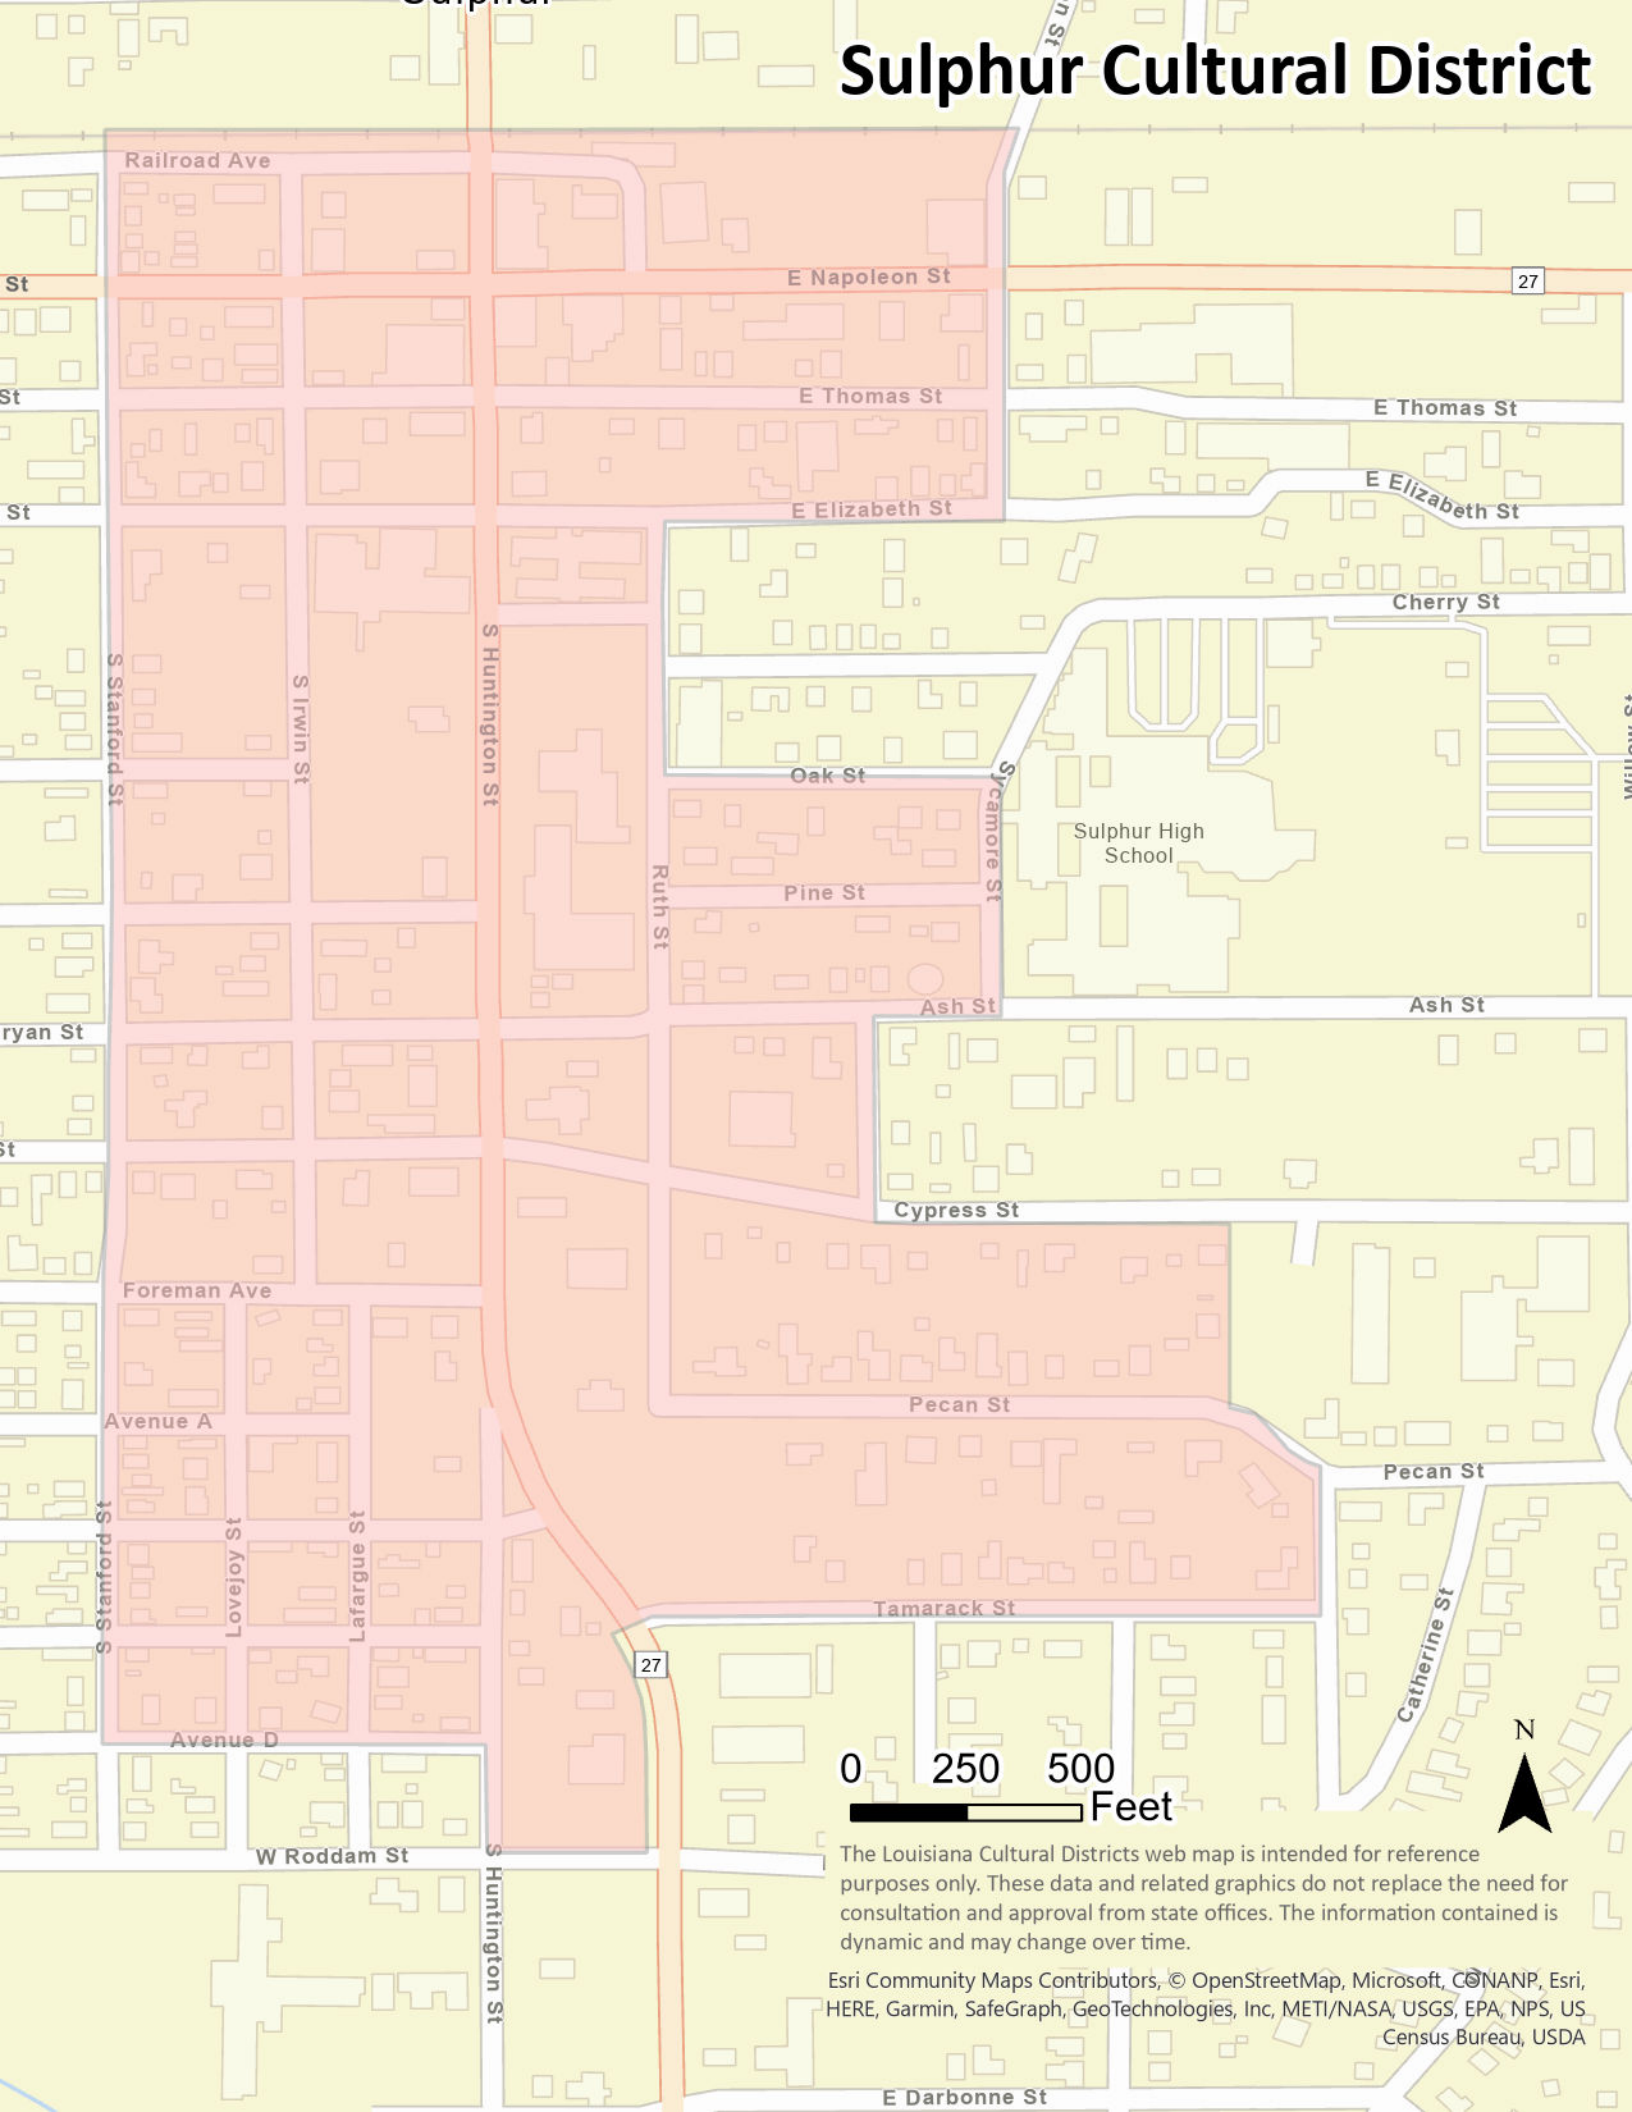 Sulphur
Sulphur Cultural District
Railroad Ave
St
E Napoleon St
27
St
E Thomas St
E Thomas St
St
E Elizabeth St
E Elizabeth St
Cherry St
S Stanford St
S Irwin St
S Huntington St
Oak St
Sycamore St
Sulphur High
School
Ruth St
Pine St
Ash St
Ash St
ryan St
St
Cypress St
Foreman Ave
Avenue A
Pecan St
Pecan St
S Stanford St
Lovejoy St
Lafargue St
Tamarack St
Catherine St
27
Avenue D
N
0 250 500
Feet
W Roddam St
S Huntington St
The Louisiana Cultural Districts web map is intended for reference
purposes only. These data and related graphics do not replace the need for
consultation and approval from state offices. The information contained is
dynamic and may change over time.
Esri Community Maps Contributors, © OpenStreetMap, Microsoft, CONANP, Esri,
HERE, Garmin, SafeGraph, GeoTechnologies, Inc, METI/NASA, USGS, EPA, NPS, US
Census Bureau, USDA
E Darbonne St